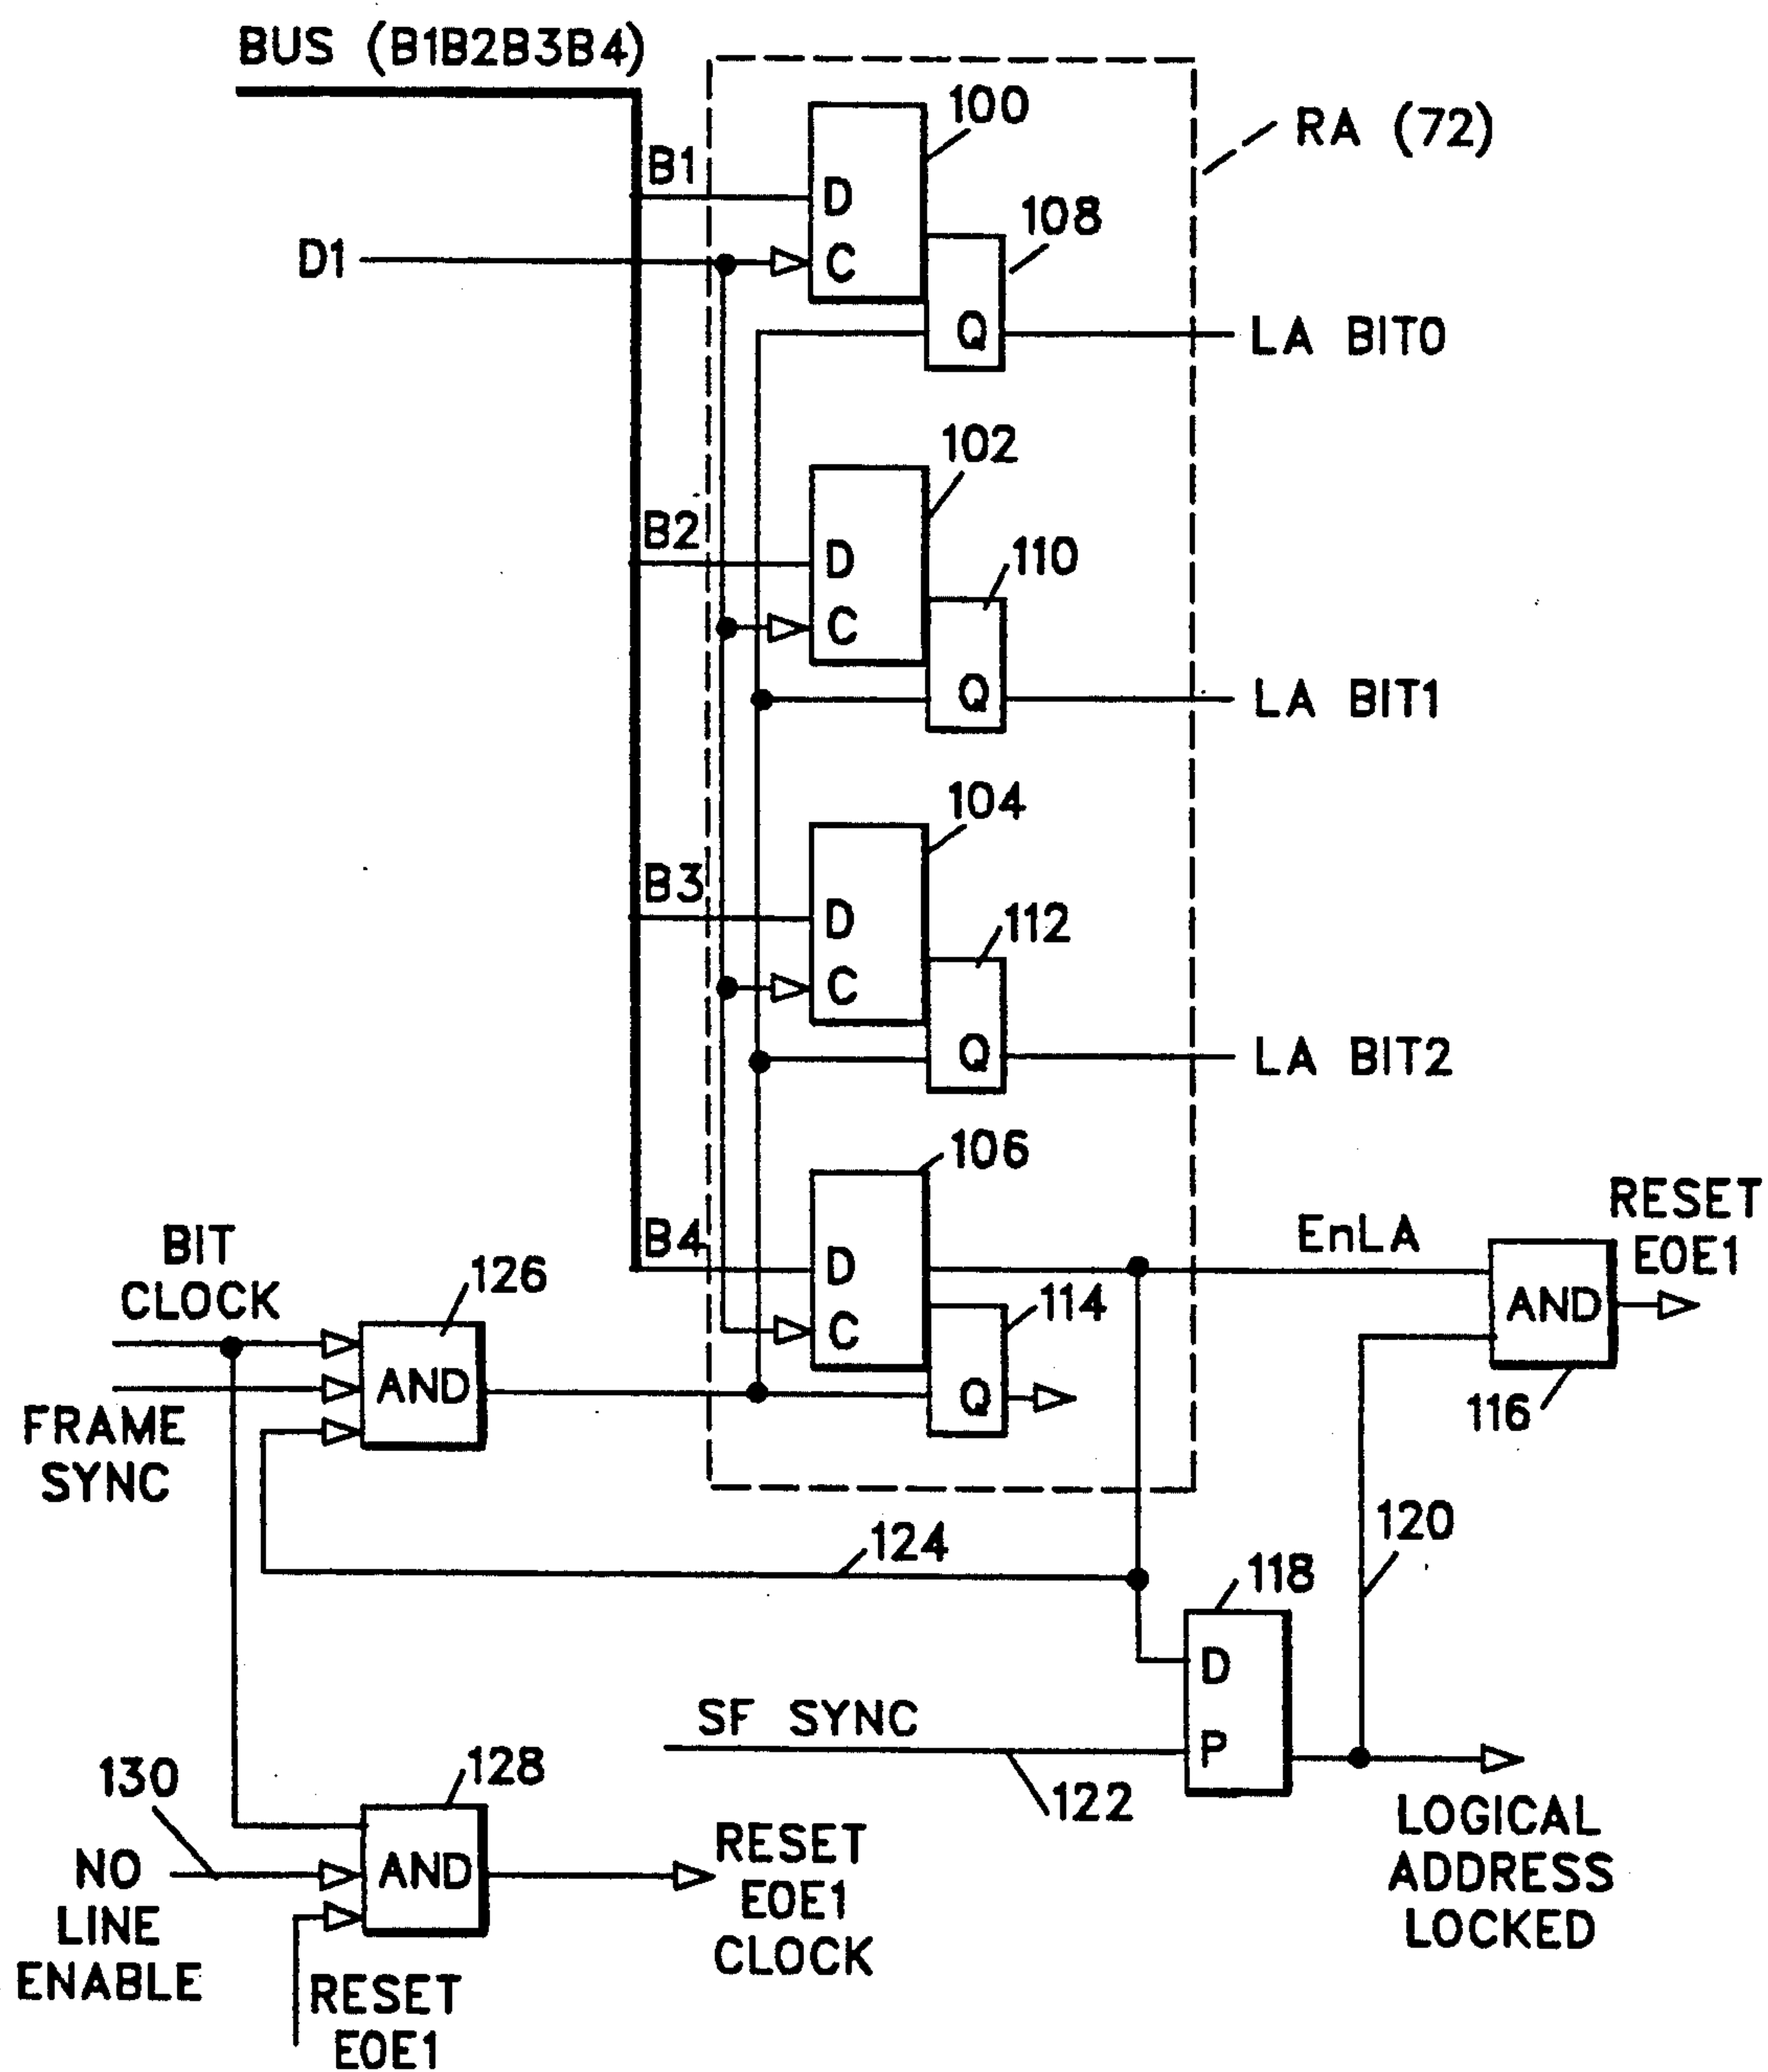 BUS (B1B2B3B4)
RA (72)
100
B1
D
108
D1
C
Q
LA BIT0
102
B2
D
110
C
Q
LA BIT1
104
B3
D
112
C
Q
LA BIT2
106
B4
D
EnLA
RESET
E0E1
BIT
CLOCK
126
114
C
AND
AND
Q
116
FRAME
SYNC
124
120
118
D
SF SYNC
P
122
130
128
LOGICAL
ADDRESS
LOCKED
NO
LINE
ENABLE
AND
RESET
E0E1
CLOCK
RESET
E0E1